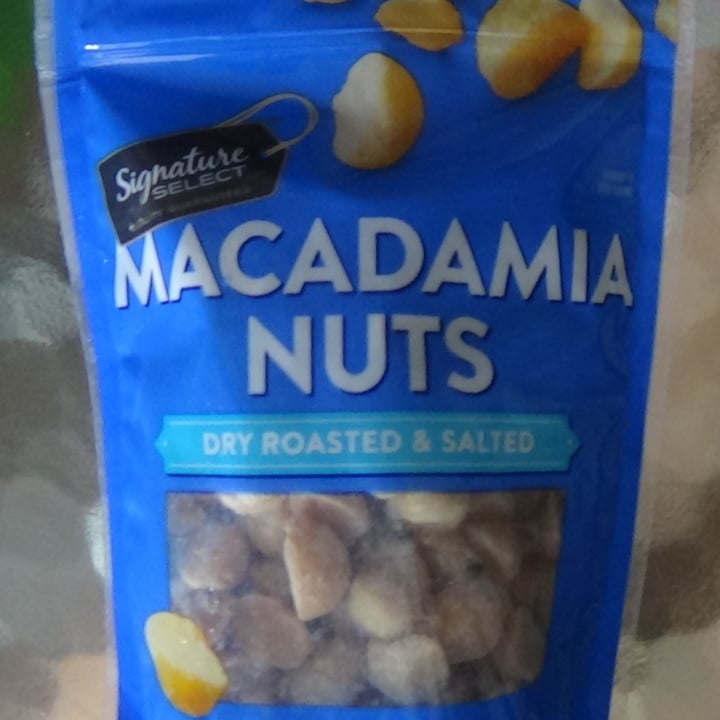 Signature
SELECT
MACADAMIA
NUTS
DRY ROASTED & SALTED